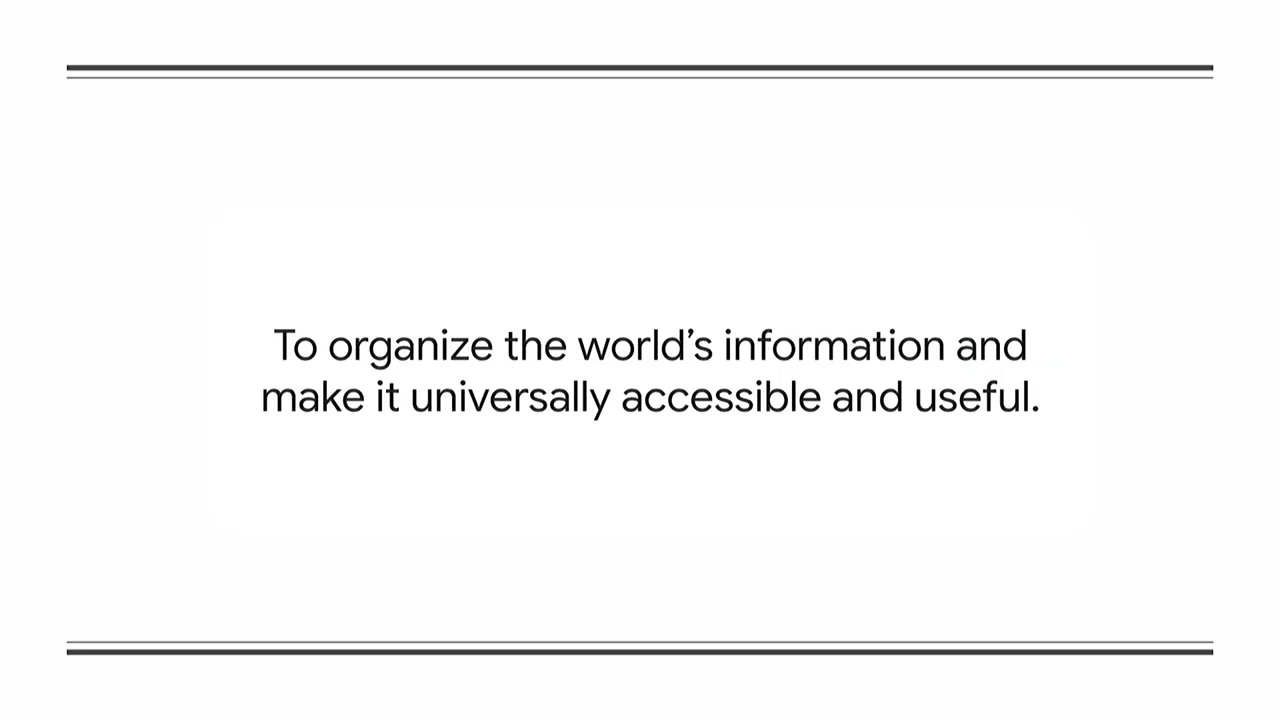 To organize the world’s information and
make it universally accessible and useful.